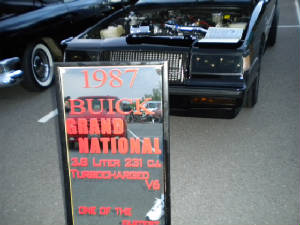 1987
BUICK
GRAND
NATIONAL
3.8 LITER 231 C.I.
TURBOCHARGED
V6
ONE OF THE